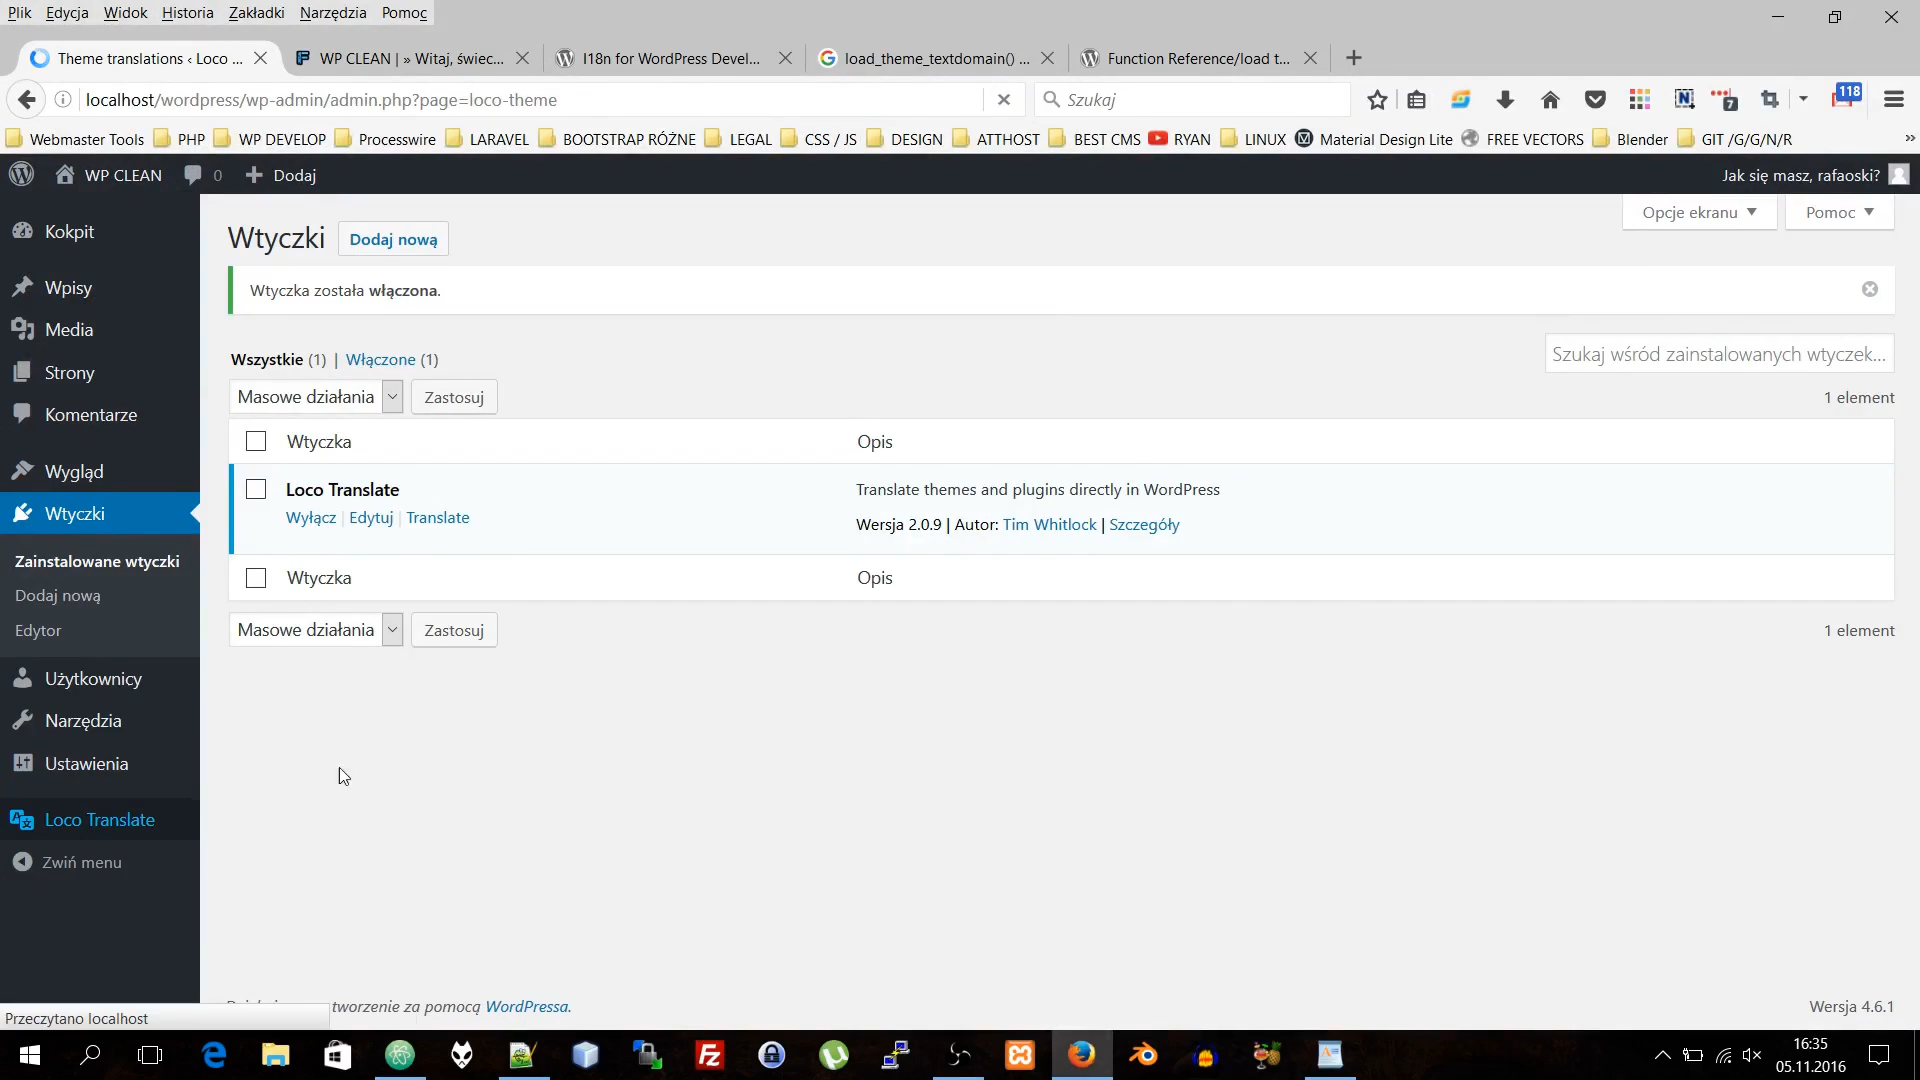 Plik Edycja Widok Historia Zakładki Narzędzia Pomoc
Theme translations ‹ Loco ...
WP CLEAN | » Witaj, świec...
I18n for WordPress Devel...
load_theme_textdomain() ...
Function Reference/load t...
localhost/wordpress/wp-admin/admin.php?page=loco-theme
Szukaj
7
118
Webmaster Tools PHP WP DEVELOP Processwire LARAVEL BOOTSTRAP RÓŻNE LEGAL CSS / JS DESIGN ATTHOST BEST CMS RYAN LINUX Material Design Lite FREE VECTORS Blender GIT /G/G/N/R »
WP CLEAN 0 Dodaj
Jak się masz, rafaoski?
Kokpit
Wpisy
Media
Strony
Komentarze
Wygląd
Wtyczki
Zainstalowane wtyczki
Dodaj nową
Edytor
Użytkownicy
Narzędzia
Ustawienia
Loco Translate
Zwiń menu
Opcje ekranu ▼
Pomoc ▼
Wtyczki Dodaj nową
Wtyczka została włączona.
Wszystkie (1) | Włączone (1)
Szukaj wśród zainstalowanych wtyczek...
Masowe działania Zastosuj
1 element
Wtyczka Opis
Loco Translate
Wyłącz | Edytuj | Translate
Translate themes and plugins directly in WordPress
Wersja 2.0.9 | Autor: Tim Whitlock | Szczegóły
Wtyczka Opis
Masowe działania Zastosuj
1 element
tworzenie za pomocą WordPressa.
Wersja 4.6.1
Przeczytano localhost
16:35
05.11.2016